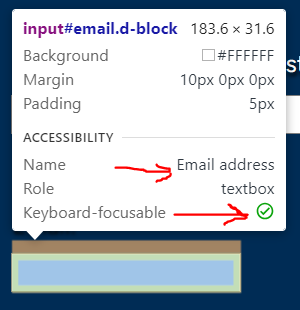 input#email.d-block 183.6 × 31.6
Background #FFFFFF
Margin 10px 0px 0px
Padding 5px
ACCESSIBILITY
Name Email address
Role textbox
Keyboard-focusable
st